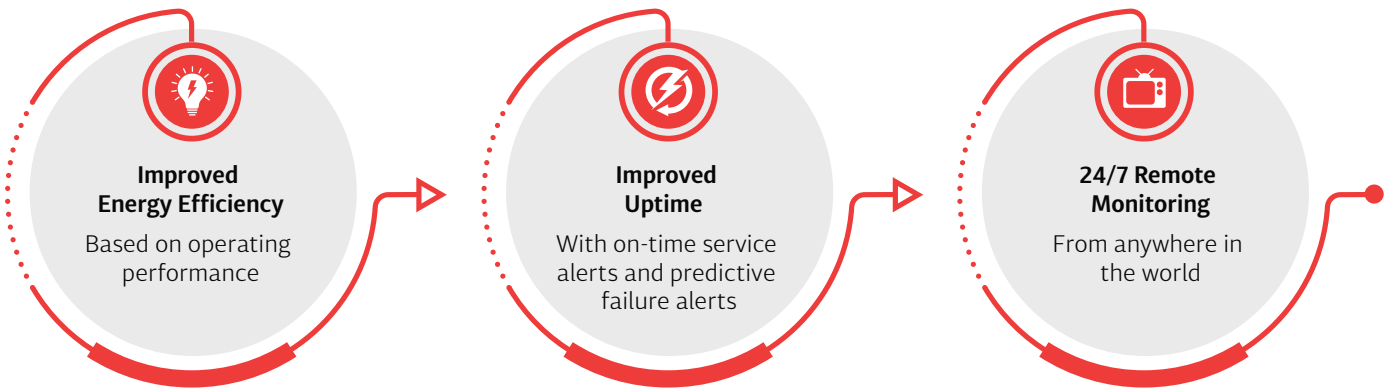 Improved
Energy Efficiency
Based on operating
performance
Improved
Uptime
With on-time service
alerts and predictive
failure alerts
24/7 Remote
Monitoring
From anywhere in
the world